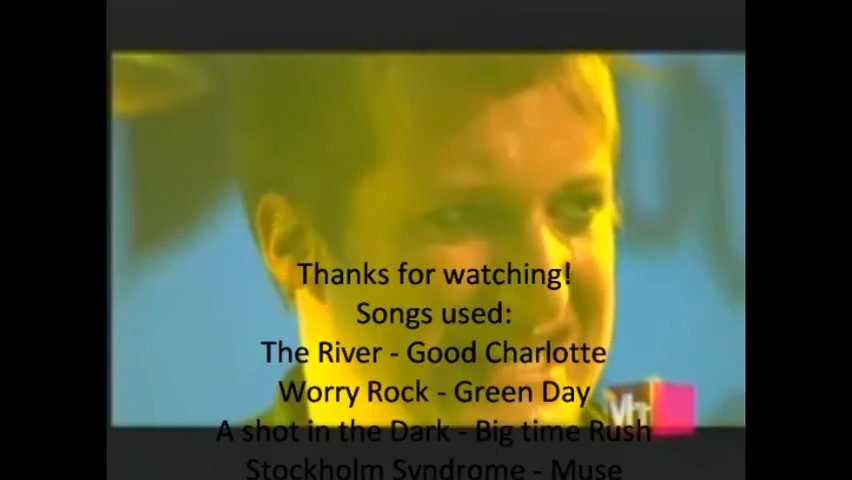 Thanks for watching!
Songs used:
The River - Good Charlotte
Worry Rock - Green Day
A shot in the Dark - Big time Rush
Stockholm Syndrome - Muse
VH1